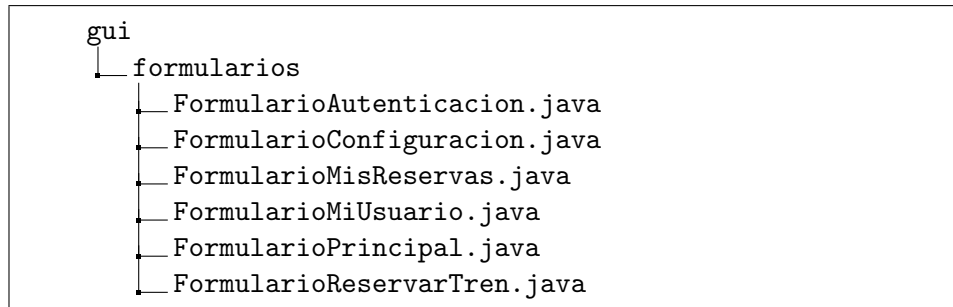 gui
formularios
FormularioAutenticacion.java
FormularioConfiguracion.java
FormularioMisReservas.java
FormularioMiUsuario.java
FormularioPrincipal.java
FormularioReservarTren.java